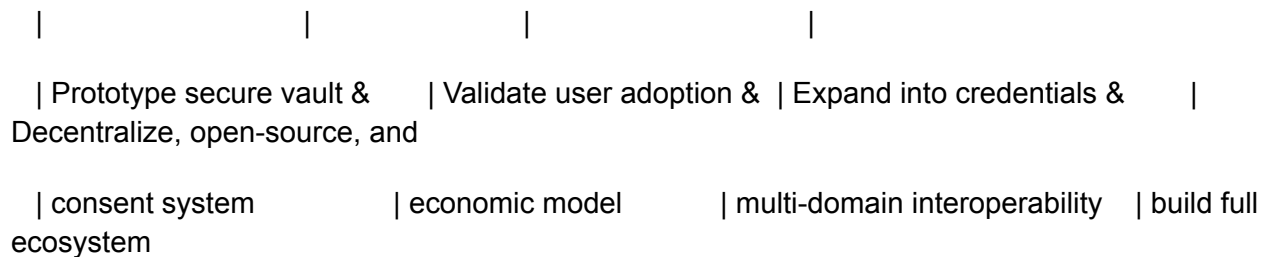 | | | |
| Prototype secure vault & | Validate user adoption & | Expand into credentials & |
Decentralize, open-source, and
| consent system | economic model | multi-domain interoperability | build full
ecosystem